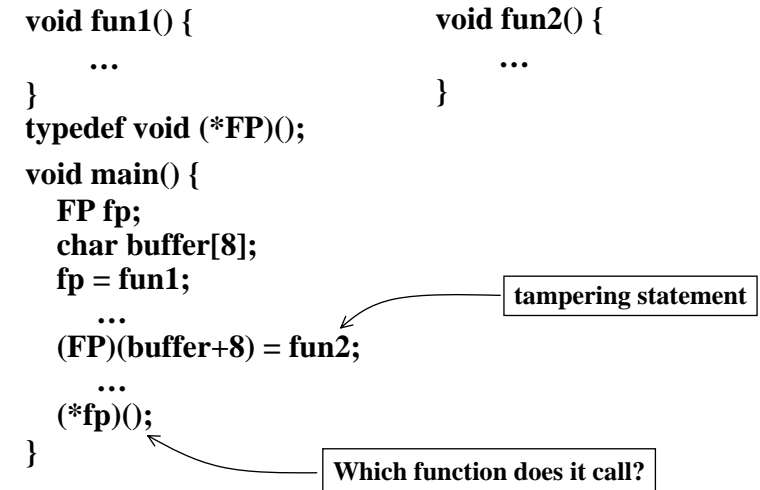 void fun1() {
…
}
void fun2() {
…
}
typedef void (*FP)();
void main() {
FP fp;
char buffer[8];
fp = fun1;
…
(FP)(buffer+8) = fun2;
tampering statement
…
(*fp)();
}
Which function does it call?